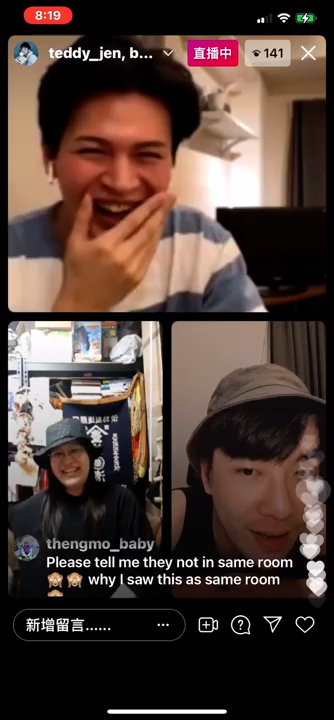 8:19
teddy_jen, b...
直播中
141
thengmo_baby
Please tell me they not in same room
🙈🙈 why I saw this as same room
新增留言......